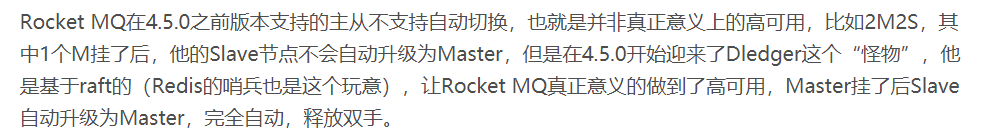 Rocket MQ在4.5.0之前版本支持的主从不支持自动切换，也就是并非真正意义上的高可用，比如2M2S，其
中1个M挂了后，他的Slave节点不会自动升级为Master，但是在4.5.0开始迎来了Dledger这个“怪物”，他
是基于raft的（Redis的哨兵也是这个玩意），让Rocket MQ真正意义的做到了高可用，Master挂了后Slave
自动升级为Master，完全自动，释放双手。